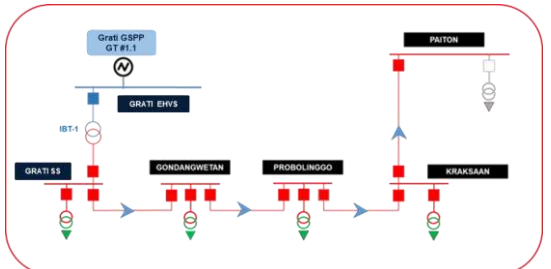 Grati GSPP
GT #1.1
PAITON
GRATI EHVS
IBT-1
GRATI SS
GONDANGWETAN
PROBOLINGGO
KRAKSAAN